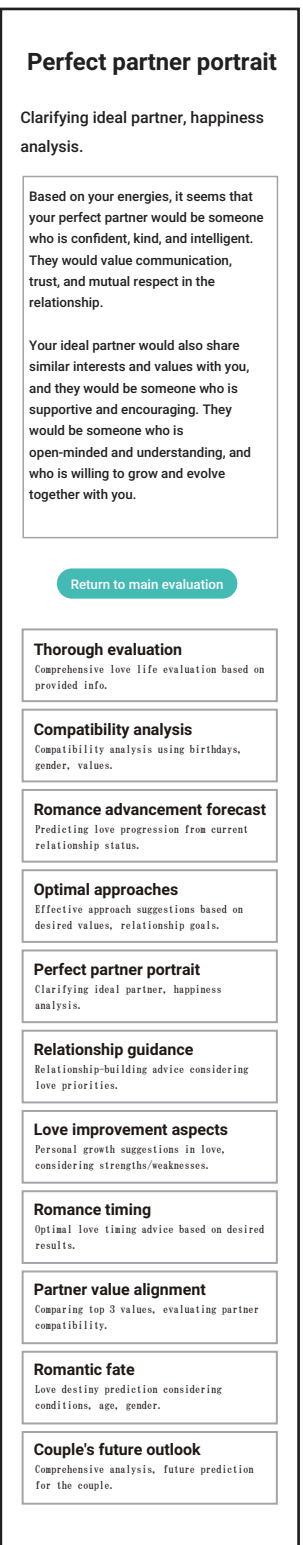 Perfect partner portrait
Clarifying ideal partner, happiness
analysis.
Based on your energies, it seems that
your perfect partner would be someone
who is confident, kind, and intelligent.
They would value communication,
trust, and mutual respect in the
relationship.
Your ideal partner would also share
similar interests and values with you,
and they would be someone who is
supportive and encouraging. They
would be someone who is
open-minded and understanding, and
who is willing to grow and evolve
together with you.
Return to main evaluation
Thorough evaluation
Comprehensive love life evaluation based on
provided info.
Compatibility analysis
Compatibility analysis using birthdays,
gender, values.
Romance advancement forecast
Predicting love progression from current
relationship status.
Optimal approaches
Effective approach suggestions based on
desired values, relationship goals.
Perfect partner portrait
Clarifying ideal partner, happiness
analysis.
Relationship guidance
Relationship-building advice considering
love priorities.
Love improvement aspects
Personal growth suggestions in love,
considering strengths/weaknesses.
Romance timing
Optimal love timing advice based on desired
results.
Partner value alignment
Comparing top 3 values, evaluating partner
compatibility.
Romantic fate
Love destiny prediction considering
conditions, age, gender.
Couple's future outlook
Comprehensive analysis, future prediction
for the couple.